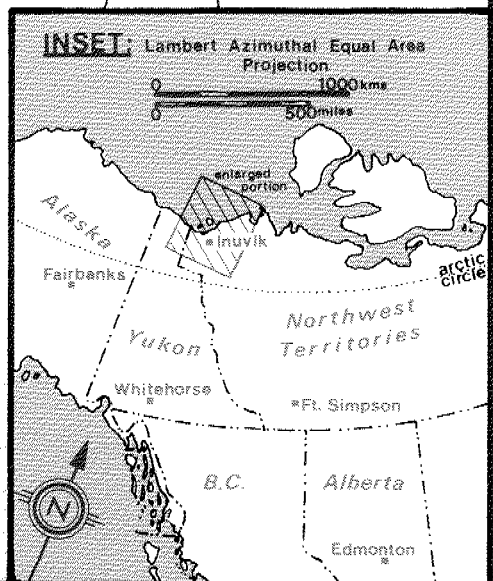 INSET: Lambert Azimuthal Equal Area
Projection
0 1000kms
0 500miles
enlarged
portion
Alaska
Inuvik
arctic
circle
Fairbanks
Northwest
Territories
Yukon
Whitehorse
Ft. Simpson
B.C.
Alberta
N
Edmonton